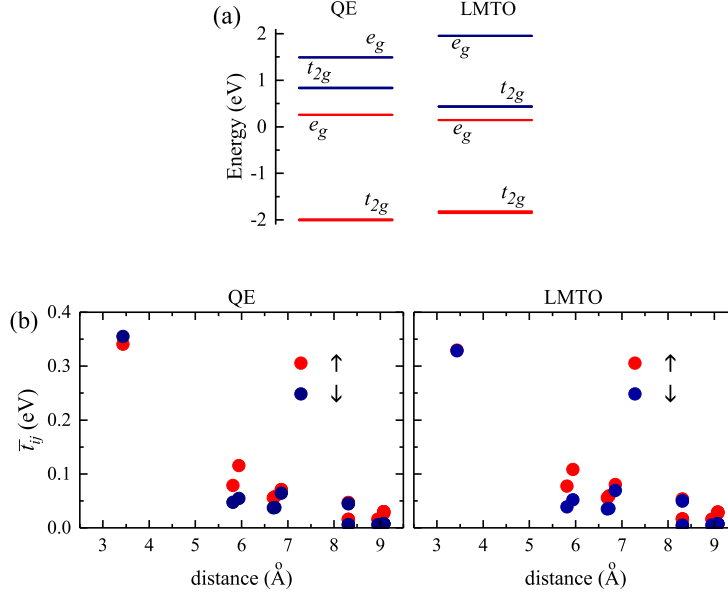 (a) QE LMTO
2
e_g e_g
t_2g
1
t_2g
Energy (eV)
0
e_g e_g
-1
t_2g t_2g
-2
(b) QE LMTO
0.4
↑ ↑
0.3
↓ ↓
t̅_ij (eV)
0.2
0.1
0.0
3 4 5 6 7 8 9 3 4 5 6 7 8 9
distance (Å) distance (Å)